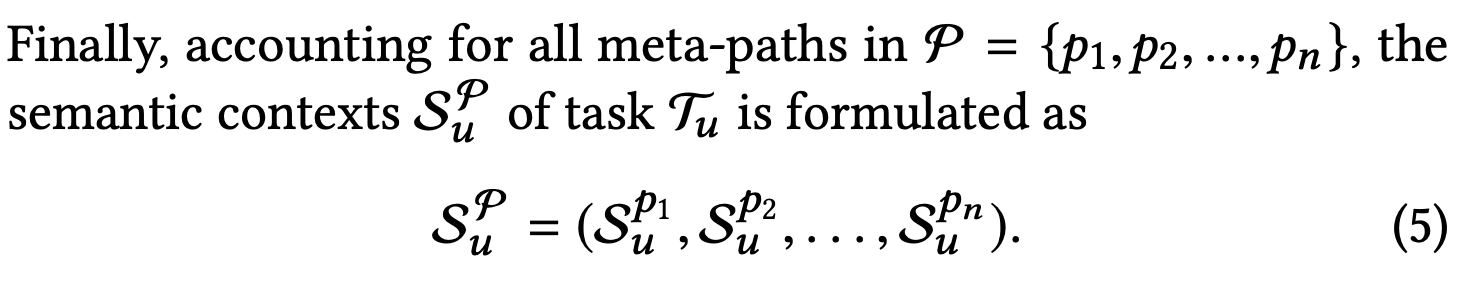 Finally, accounting for all meta-paths in 𝒫 = {p₁, p₂, ..., pₙ}, the
semantic contexts 𝒮ᵤ^𝒫 of task 𝒯ᵤ is formulated as
𝒮ᵤ^𝒫 = (𝒮ᵤ^p₁, 𝒮ᵤ^p₂, . . . , 𝒮ᵤ^pₙ). (5)